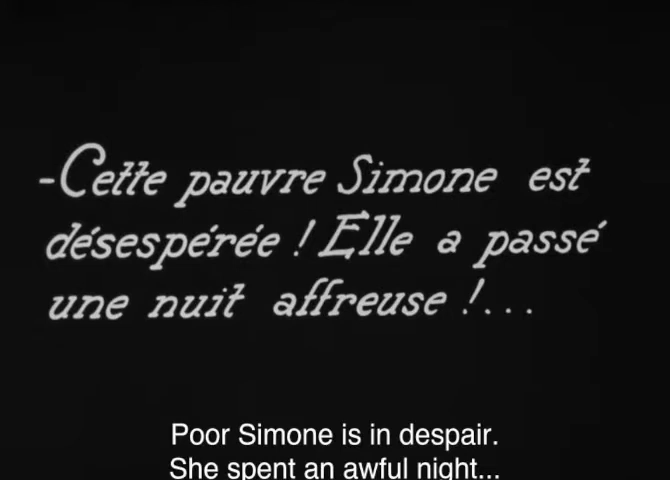 -Cette pauvre Simone est
désespérée ! Elle a passé
une nuit affreuse !...
Poor Simone is in despair.
She spent an awful night...